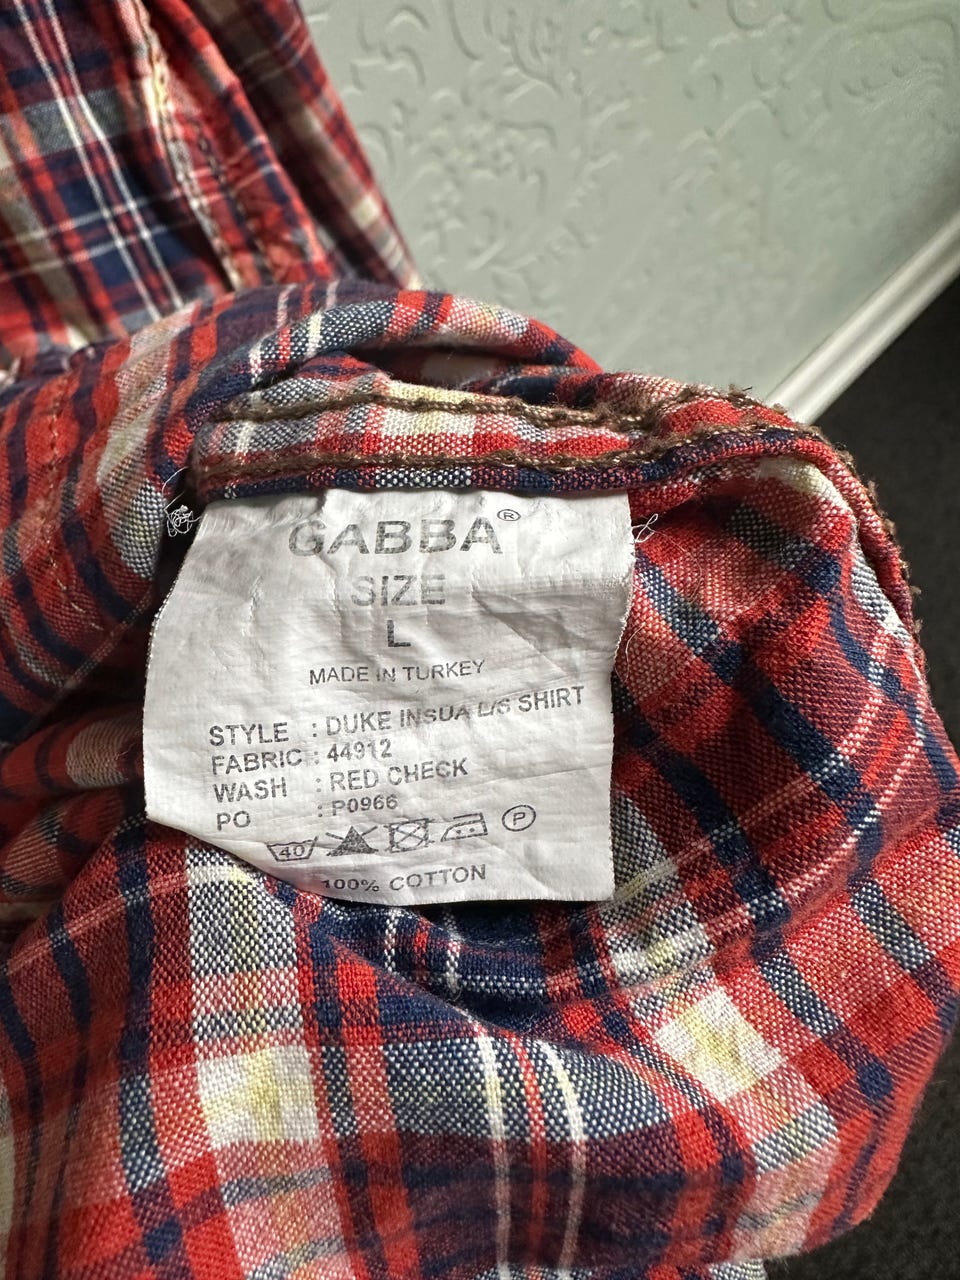 GABBA®
SIZE
L
MADE IN TURKEY
STYLE : DUKE INSUA L/S SHIRT
FABRIC : 44912
WASH : RED CHECK
PO : P0966
40 P
100% COTTON